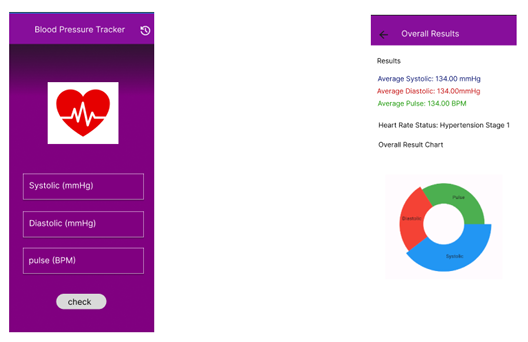 Blood Pressure Tracker
Systolic (mmHg)
Diastolic (mmHg)
pulse (BPM)
check
Overall Results
Results
Average Systolic: 134.00 mmHg
Average Diastolic: 134.00mmHg
Average Pulse: 134.00 BPM
Heart Rate Status: Hypertension Stage 1
Overall Result Chart
Pulse
Diastolic
Systolic